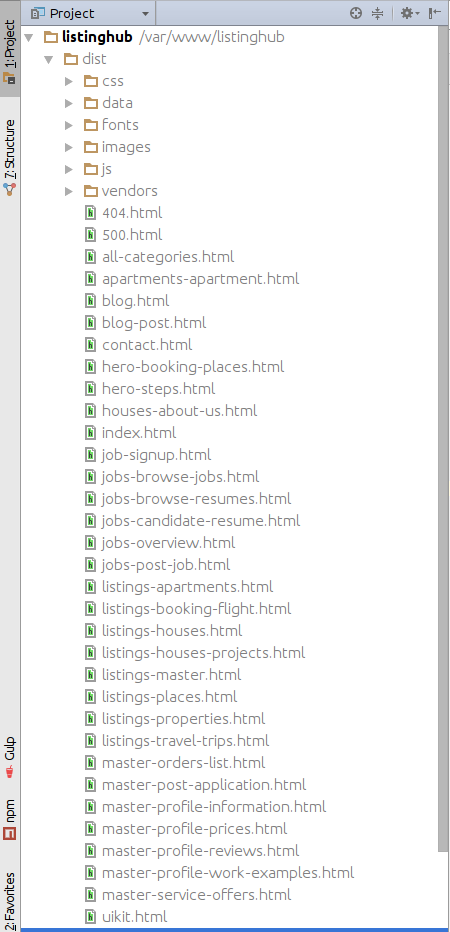 Project
listinghub /var/www/listinghub
dist
css
data
fonts
images
js
vendors
404.html
500.html
all-categories.html
apartments-apartment.html
blog.html
blog-post.html
contact.html
hero-booking-places.html
hero-steps.html
houses-about-us.html
index.html
job-signup.html
jobs-browse-jobs.html
jobs-browse-resumes.html
jobs-candidate-resume.html
jobs-overview.html
jobs-post-job.html
listings-apartments.html
listings-booking-flight.html
listings-houses.html
listings-houses-projects.html
listings-master.html
listings-places.html
listings-properties.html
listings-travel-trips.html
master-orders-list.html
master-post-application.html
master-profile-information.html
master-profile-prices.html
master-profile-reviews.html
master-profile-work-examples.html
master-service-offers.html
uikit.html
1: Project
7: Structure
Gulp
npm
2: Favorites